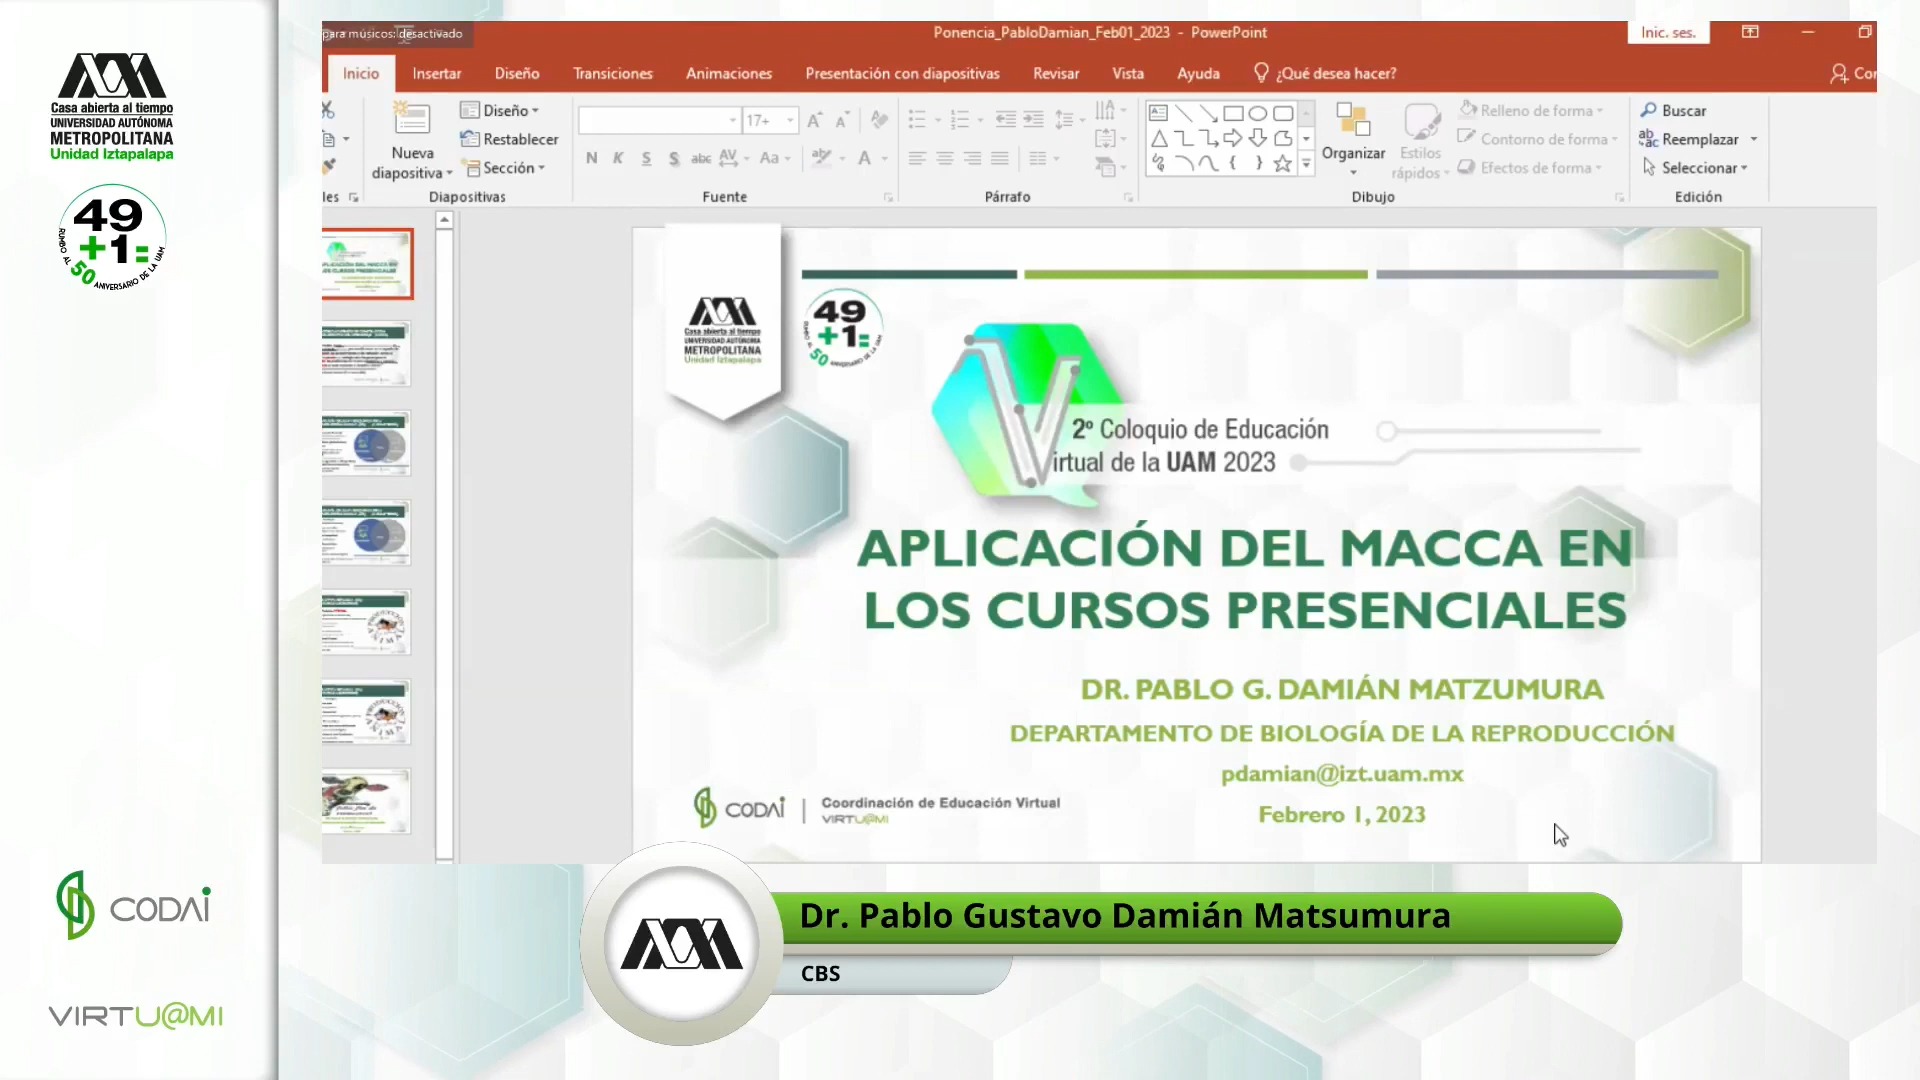 Casa abierta al tiempo
UNIVERSIDAD AUTÓNOMA
METROPOLITANA
Unidad Iztapalapa
49
+1=
RUMBO AL 50 ANIVERSARIO DE LA UAM
para músicos: desactivado
Ponencia_PabloDamian_Feb01_2023 - PowerPoint
Inic. ses.
Inicio
Insertar
Diseño
Transiciones
Animaciones
Presentación con diapositivas
Revisar
Vista
Ayuda
¿Qué desea hacer?
Nueva
diapositiva
Diseño
Restablecer
Sección
Diapositivas
17+
N K S S abc AV Aa A
Fuente
Párrafo
Organizar
Estilos
rápidos
Relleno de forma
Contorno de forma
Efectos de forma
Dibujo
Buscar
Reemplazar
Seleccionar
Edición
Casa abierta al tiempo
UNIVERSIDAD AUTÓNOMA
METROPOLITANA
Unidad Iztapalapa
49
+1=
50
2º Coloquio de Educación
Virtual de la UAM 2023
APLICACIÓN DEL MACCA EN
LOS CURSOS PRESENCIALES
DR. PABLO G. DAMIÁN MATZUMURA
DEPARTAMENTO DE BIOLOGÍA DE LA REPRODUCCIÓN
pdamian@izt.uam.mx
Febrero 1, 2023
CODAI
Coordinación de Educación Virtual
VIRTU@MI
Dr. Pablo Gustavo Damián Matsumura
CBS
CODAI
VIRTU@MI